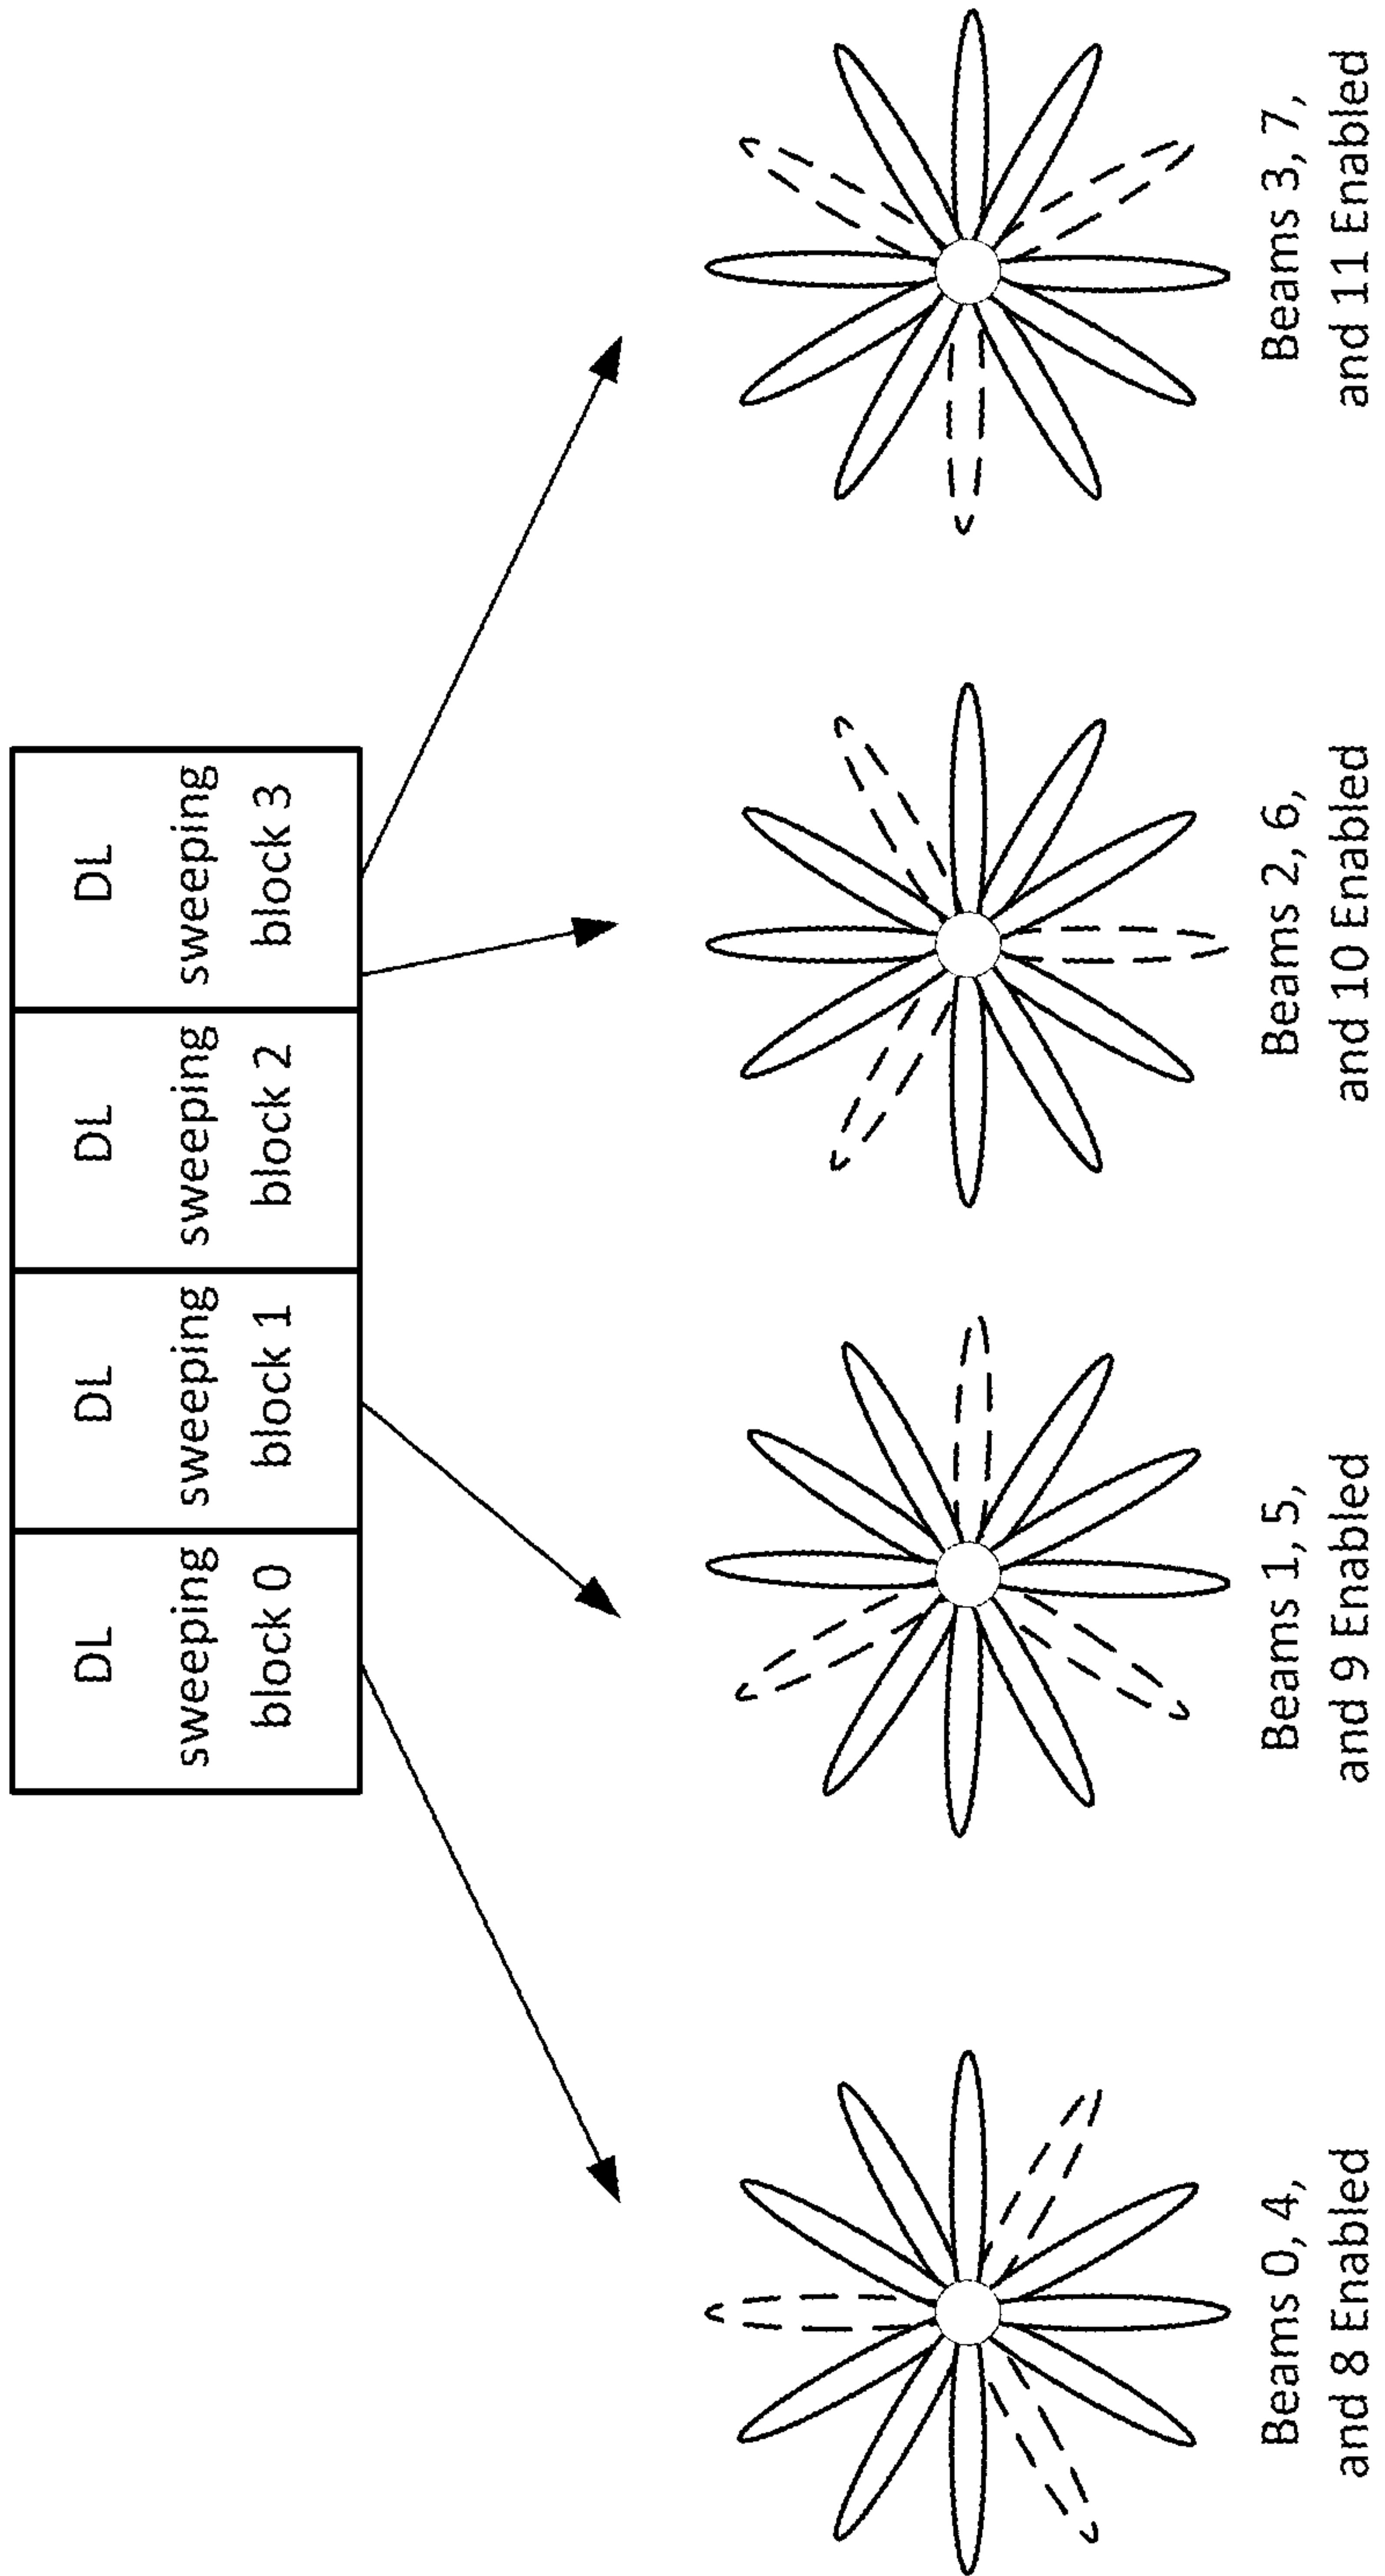 DL
sweeping
block 0
DL
sweeping
block 1
DL
sweeping
block 2
DL
sweeping
block 3
Beams 0, 4,
and 8 Enabled
Beams 1, 5,
and 9 Enabled
Beams 2, 6,
and 10 Enabled
Beams 3, 7,
and 11 Enabled